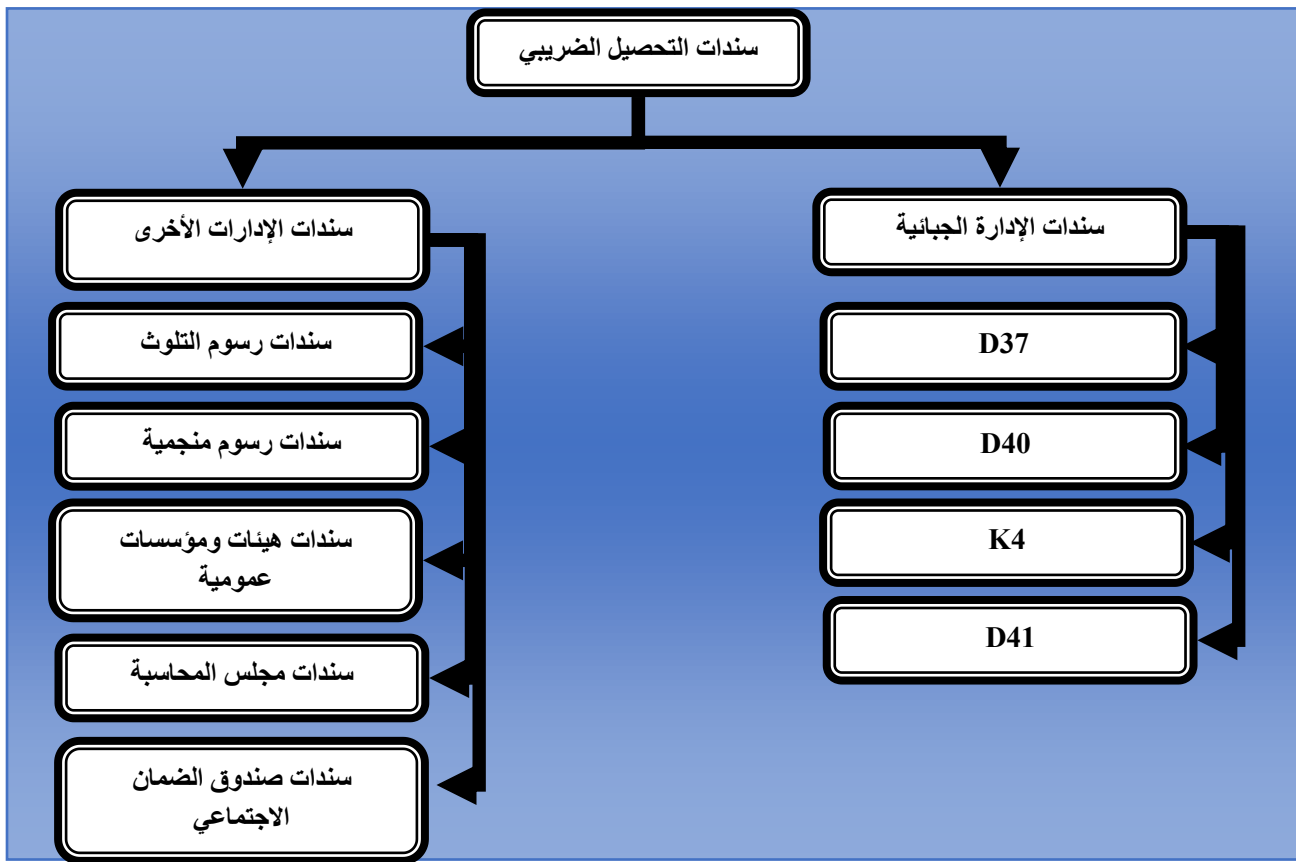 سندات التحصيل الضريبي
سندات الإدارة الجبائية
D37
D40
K4
D41
سندات الإدارات الأخرى
سندات رسوم التلوث
سندات رسوم منجمية
سندات هيئات ومؤسسات
عمومية
سندات مجلس المحاسبة
سندات صندوق الضمان
الاجتماعي